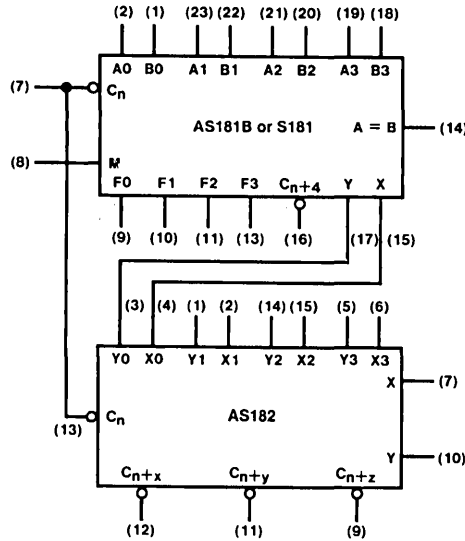 (2) (1) (23) (22) (21) (20) (19) (18)
A0 B0 A1 B1 A2 B2 A3 B3
(7) Cn
AS181B or S181 A = B (14)
(8) M
F0 F1 F2 F3 Cn+4 Y X
(9) (10) (11) (13) (16) (17) (15)
(3) (4) (1) (2) (14) (15) (5) (6)
Y0 X0 Y1 X1 Y2 X2 Y3 X3
X (7)
Cn AS182
(13)
Y (10)
Cn+x Cn+y Cn+z
(12) (11) (9)